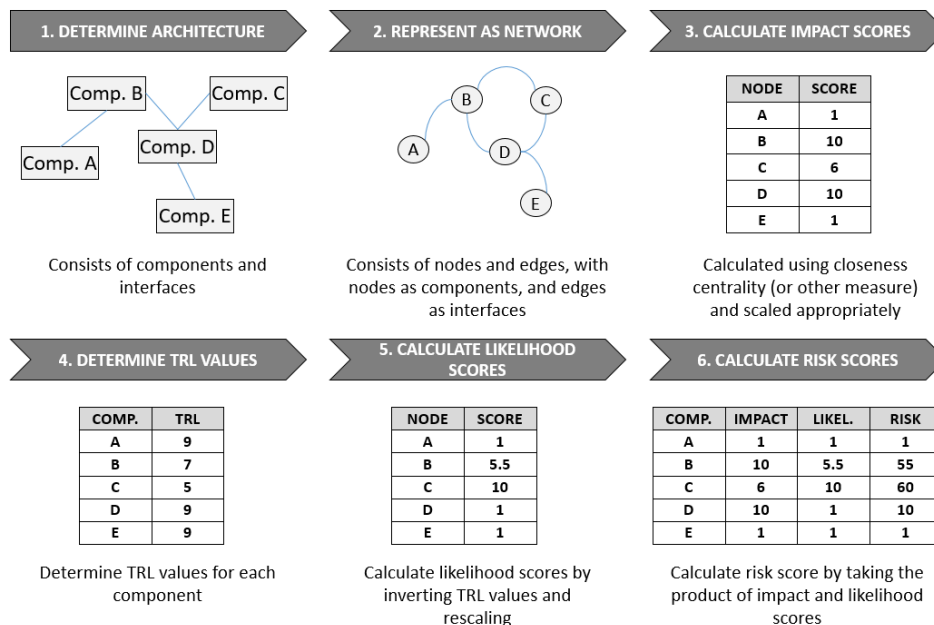 1. DETERMINE ARCHITECTURE
Comp. B
Comp. C
Comp. D
Comp. A
Comp. E
Consists of components and
interfaces
2. REPRESENT AS NETWORK
B
C
A
D
E
Consists of nodes and edges, with
nodes as components, and edges
as interfaces
3. CALCULATE IMPACT SCORES
NODE SCORE
A 1
B 10
C 6
D 10
E 1
Calculated using closeness
centrality (or other measure)
and scaled appropriately
4. DETERMINE TRL VALUES
COMP. TRL
A 9
B 7
C 5
D 9
E 9
Determine TRL values for each
component
5. CALCULATE LIKELIHOOD
SCORES
NODE SCORE
A 1
B 5.5
C 10
D 1
E 1
Calculate likelihood scores by
inverting TRL values and
rescaling
6. CALCULATE RISK SCORES
COMP. IMPACT LIKEL. RISK
A 1 1 1
B 10 5.5 55
C 6 10 60
D 10 1 10
E 1 1 1
Calculate risk score by taking the
product of impact and likelihood
scores